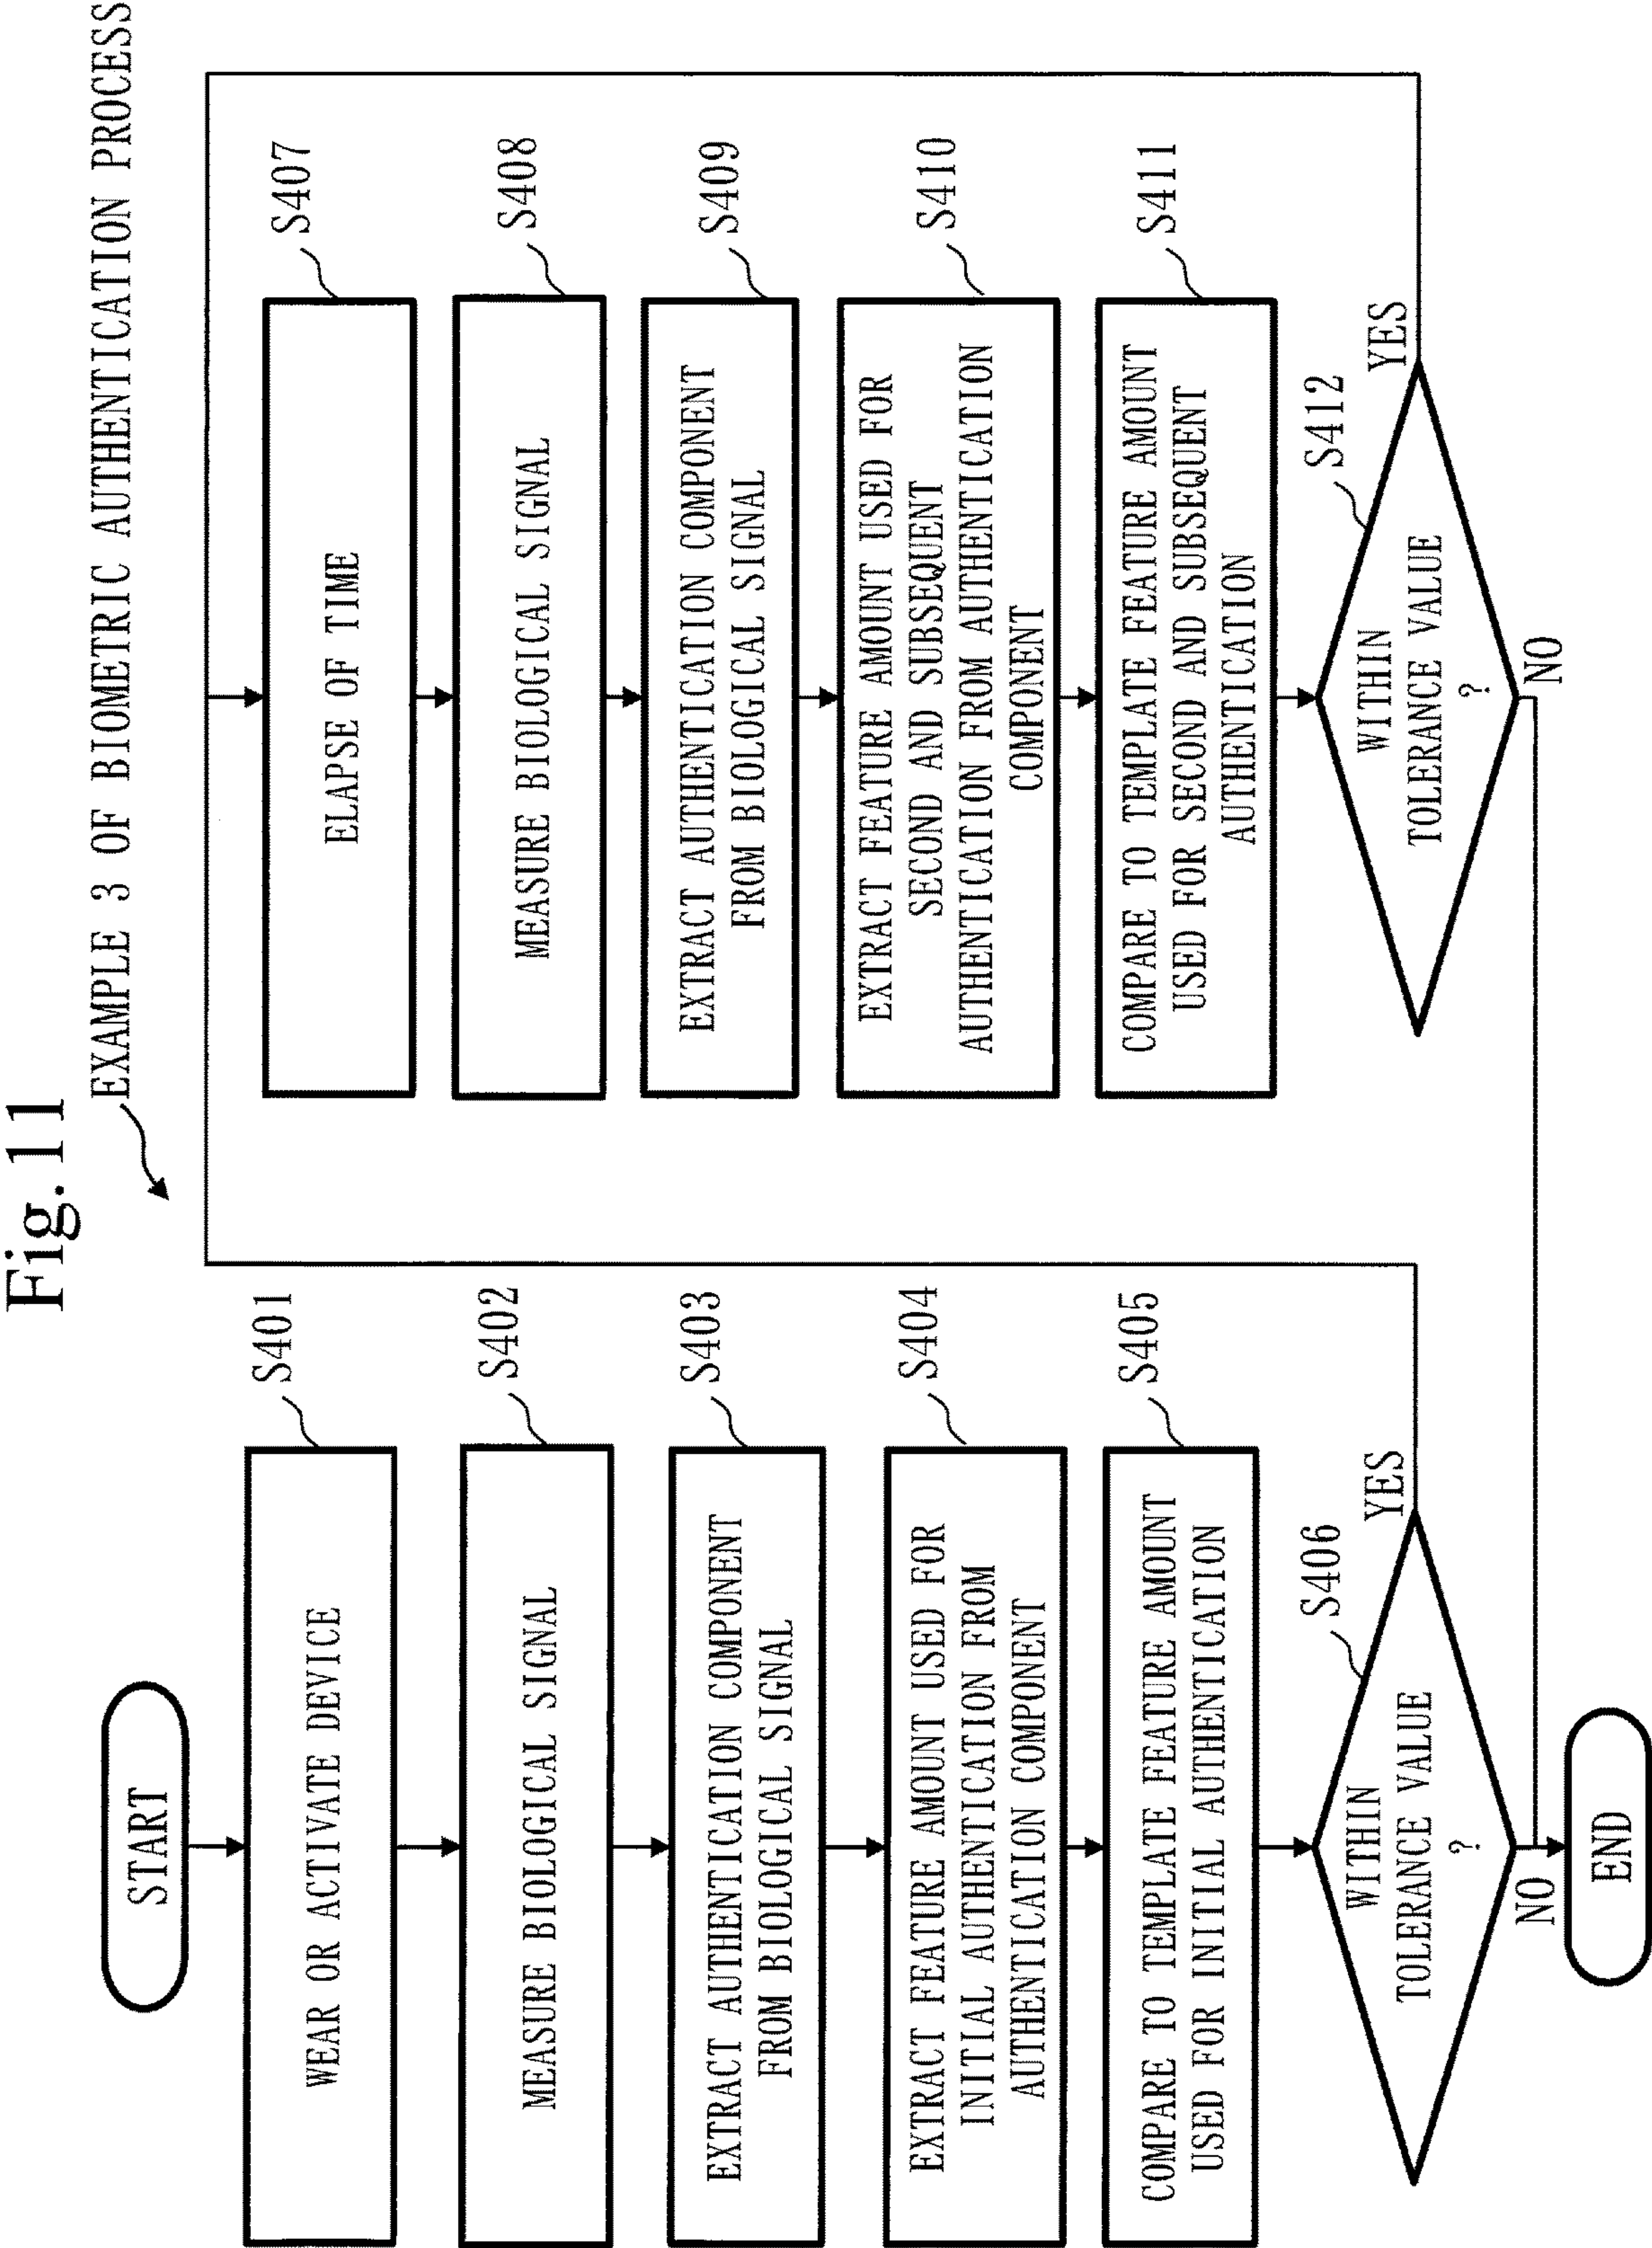 Fig. 11
EXAMPLE 3 OF BIOMETRIC AUTHENTICATION PROCESS
START
S401
WEAR OR ACTIVATE DEVICE
S402
MEASURE BIOLOGICAL SIGNAL
S403
EXTRACT AUTHENTICATION COMPONENT
FROM BIOLOGICAL SIGNAL
S404
EXTRACT FEATURE AMOUNT USED FOR
INITIAL AUTHENTICATION FROM
AUTHENTICATION COMPONENT
S405
COMPARE TO TEMPLATE FEATURE AMOUNT
USED FOR INITIAL AUTHENTICATION
S406
WITHIN
TOLERANCE VALUE
?
YES
NO
END
S407
ELAPSE OF TIME
S408
MEASURE BIOLOGICAL SIGNAL
S409
EXTRACT AUTHENTICATION COMPONENT
FROM BIOLOGICAL SIGNAL
S410
EXTRACT FEATURE AMOUNT USED FOR
SECOND AND SUBSEQUENT
AUTHENTICATION FROM AUTHENTICATION
COMPONENT
S411
COMPARE TO TEMPLATE FEATURE AMOUNT
USED FOR SECOND AND SUBSEQUENT
AUTHENTICATION
S412
WITHIN
TOLERANCE VALUE
?
YES
NO